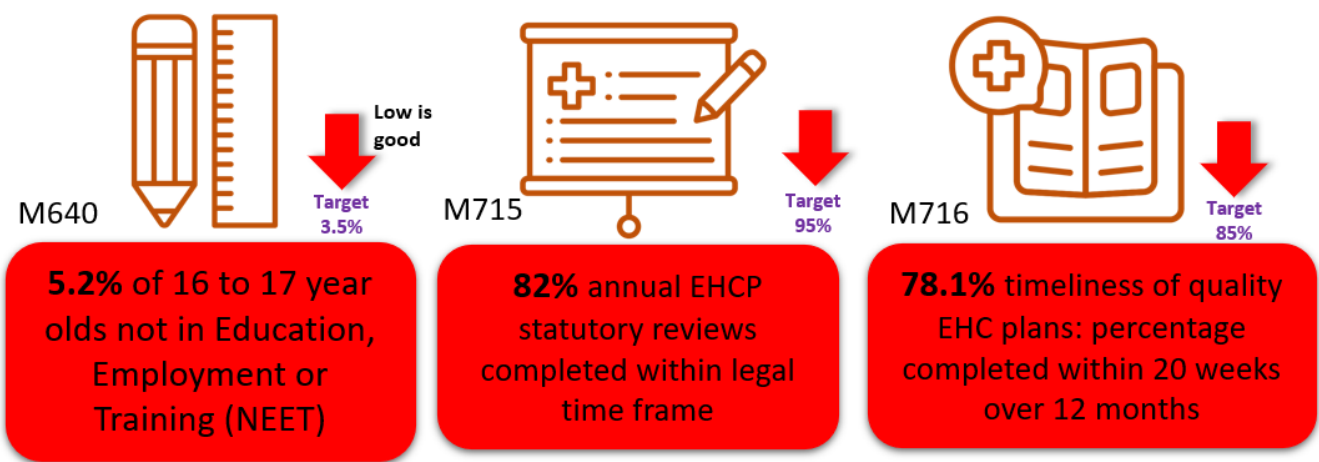 Low is
good
M640
Target
3.5%
5.2% of 16 to 17 year
olds not in Education,
Employment or
Training (NEET)
M715
Target
95%
82% annual EHCP
statutory reviews
completed within legal
time frame
M716
Target
85%
78.1% timeliness of quality
EHC plans: percentage
completed within 20 weeks
over 12 months